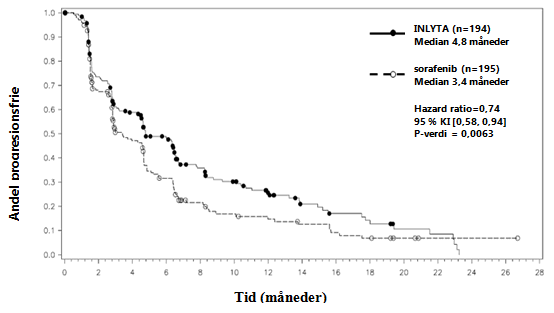 INLYTA (n=194)
Median 4,8 måneder
sorafenib (n=195)
Median 3,4 måneder
Hazard ratio=0,74
95 % KI [0,58, 0,94]
P-verdi = 0,0063
Andel progresjonsfrie
1.0
0.9
0.8
0.7
0.6
0.5
0.4
0.3
0.2
0.1
0.0
0 2 4 6 8 10 12 14 16 18 20 22 24 26 28
Tid (måneder)